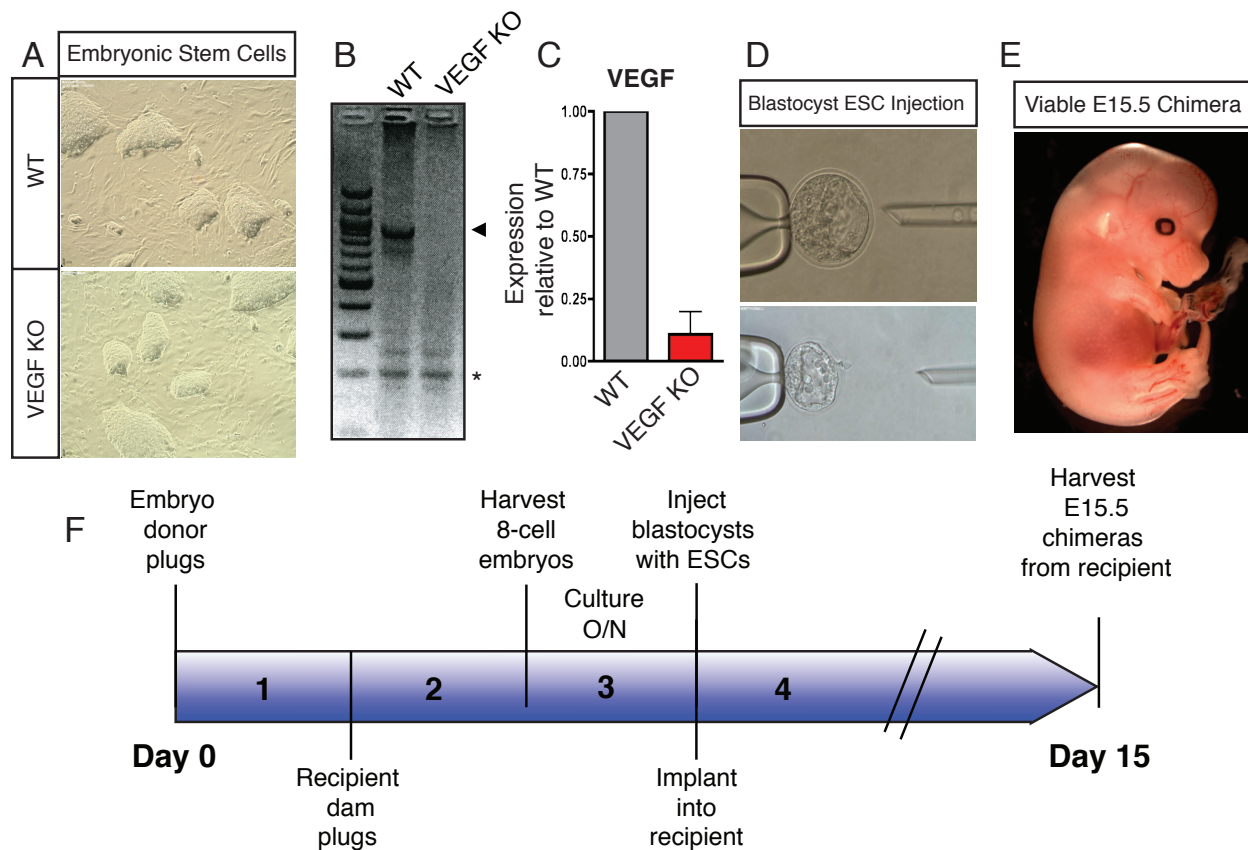 A
Embryonic Stem Cells
WT
VEGF KO
B
WT
VEGF KO
*
C
VEGF
Expression
relative to WT
1.00
0.75
0.50
0.25
0.00
WT
VEGF KO
D
Blastocyst ESC Injection
E
Viable E15.5 Chimera
F
Embryo
donor
plugs
Harvest
8-cell
embryos
Inject
blastocysts
with ESCs
Harvest
E15.5
chimeras
from recipient
Culture
O/N
1
2
3
4
Day 0
Day 15
Recipient
dam
plugs
Implant
into
recipient